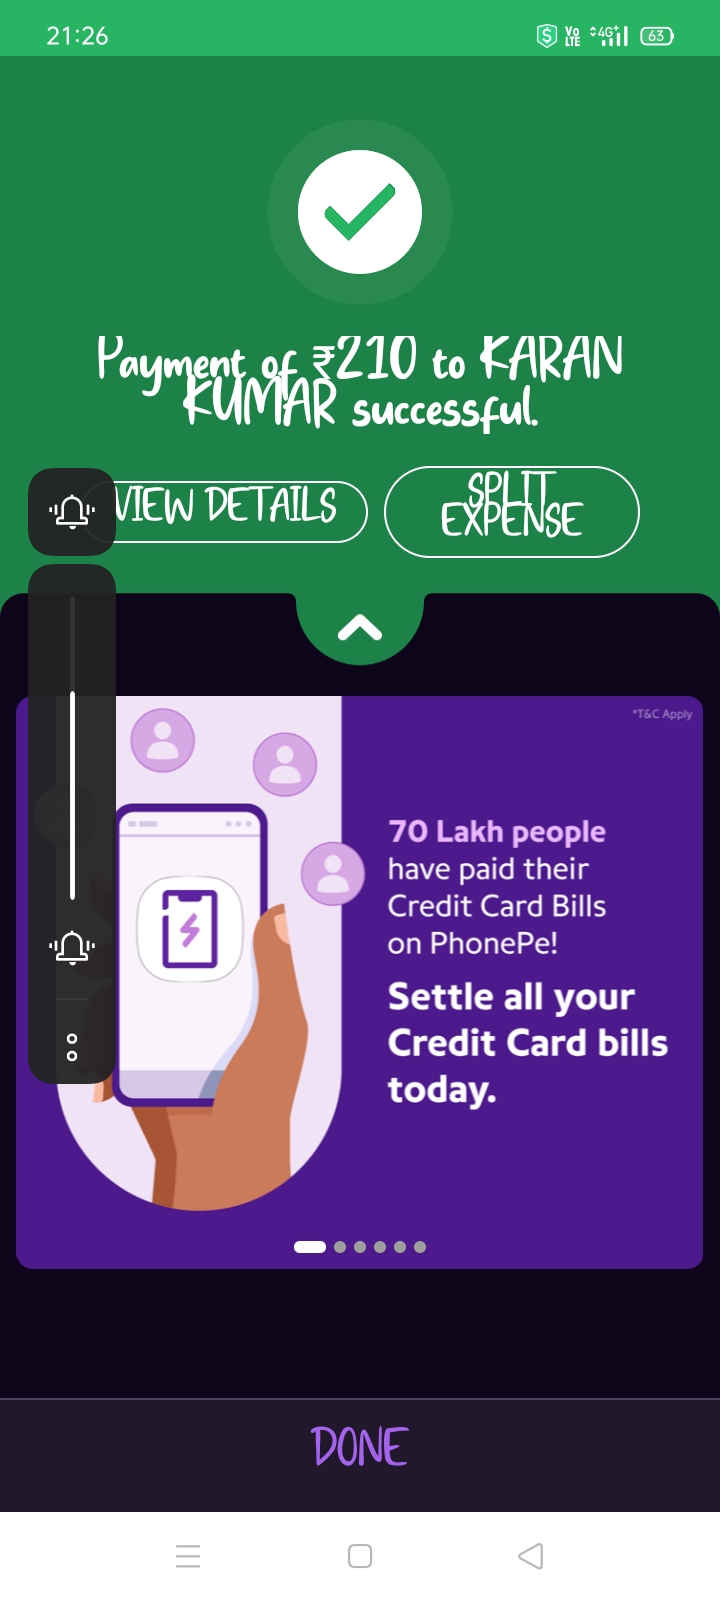 21:26
Vo LTE 4G+ 63
Payment of ₹210 to KARAN
KUMAR successful.
VIEW DETAILS
SPLIT
EXPENSE
*T&C Apply
70 Lakh people
have paid their
Credit Card Bills
on PhonePe!
Settle all your
Credit Card bills
today.
DONE